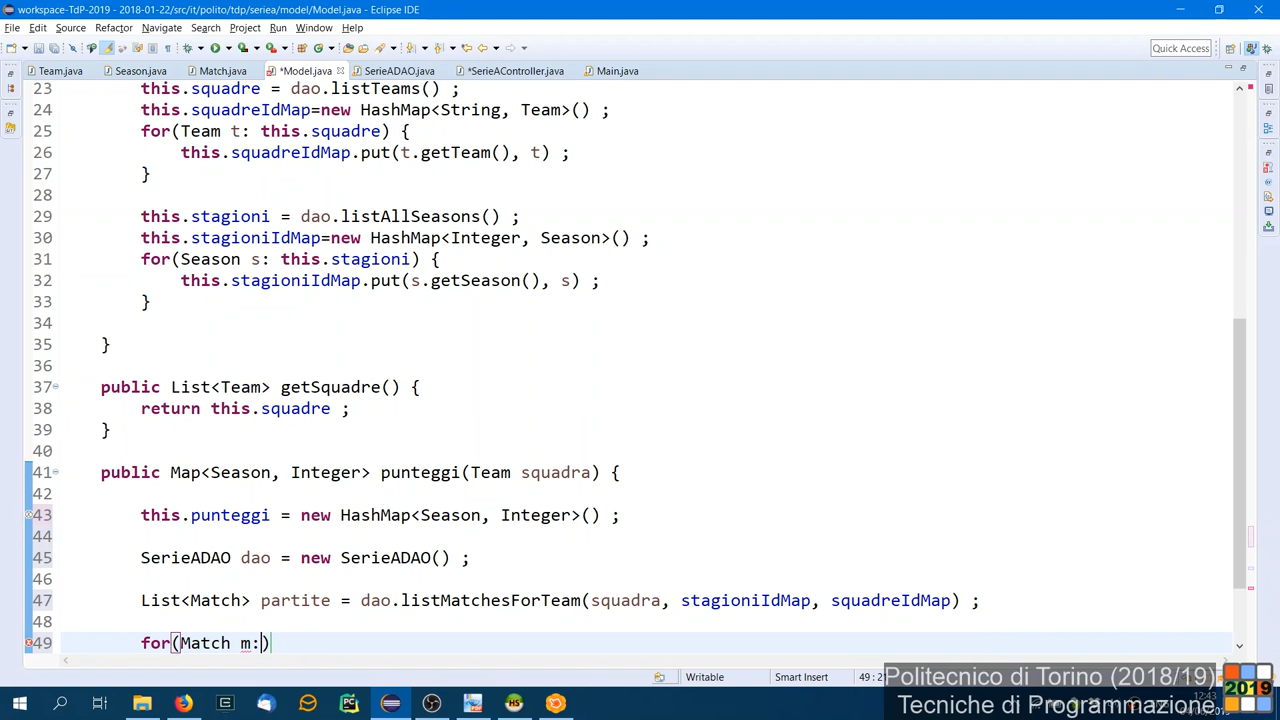 workspace-TdP-2019 - 2018-01-22/src/it/polito/tdp/seriea/model/Model.java - Eclipse IDE
File Edit Source Refactor Navigate Search Project Run Window Help
Quick Access
Team.java Season.java Match.java *Model.java SerieADAO.java *SerieAController.java Main.java
23 this.squadre = dao.listTeams() ;
24 this.squadreIdMap=new HashMap<String, Team>() ;
25 for(Team t: this.squadre) {
26 this.squadreIdMap.put(t.getTeam(), t) ;
27 }
28
29 this.stagioni = dao.listAllSeasons() ;
30 this.stagioniIdMap=new HashMap<Integer, Season>() ;
31 for(Season s: this.stagioni) {
32 this.stagioniIdMap.put(s.getSeason(), s) ;
33 }
34
35 }
36
37 public List<Team> getSquadre() {
38 return this.squadre ;
39 }
40
41 public Map<Season, Integer> punteggi(Team squadra) {
42
43 this.punteggi = new HashMap<Season, Integer>() ;
44
45 SerieADAO dao = new SerieADAO() ;
46
47 List<Match> partite = dao.listMatchesForTeam(squadra, stagioniIdMap, squadreIdMap) ;
48
49 for(Match m:)
Writable Smart Insert 49 : 2
Politecnico di Torino (2018/19)
Tecniche di Programmazione
2019
12:43